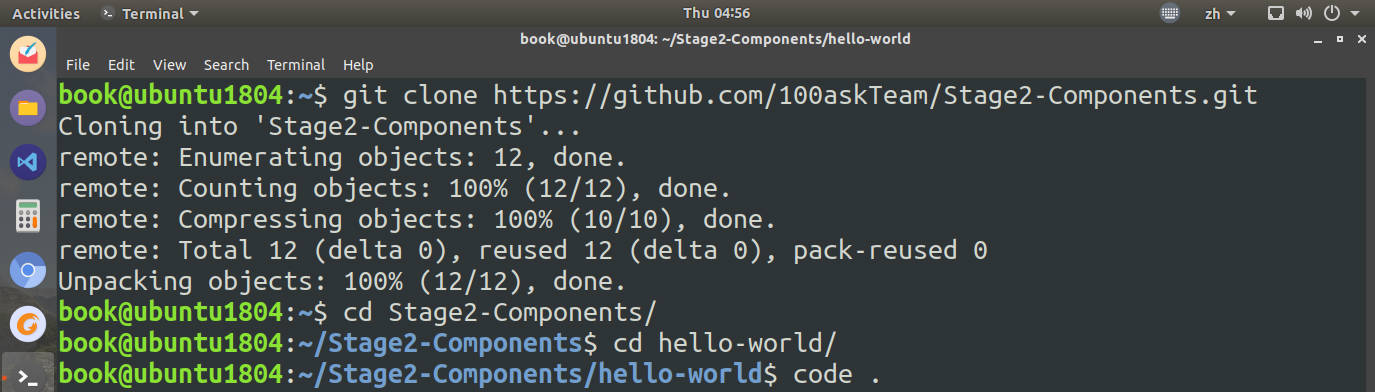 Activities Terminal Thu 04:56 zh
book@ubuntu1804: ~/Stage2-Components/hello-world
File Edit View Search Terminal Help
book@ubuntu1804:~$ git clone https://github.com/100askTeam/Stage2-Components.git
Cloning into 'Stage2-Components'...
remote: Enumerating objects: 12, done.
remote: Counting objects: 100% (12/12), done.
remote: Compressing objects: 100% (10/10), done.
remote: Total 12 (delta 0), reused 12 (delta 0), pack-reused 0
Unpacking objects: 100% (12/12), done.
book@ubuntu1804:~$ cd Stage2-Components/
book@ubuntu1804:~/Stage2-Components$ cd hello-world/
book@ubuntu1804:~/Stage2-Components/hello-world$ code .